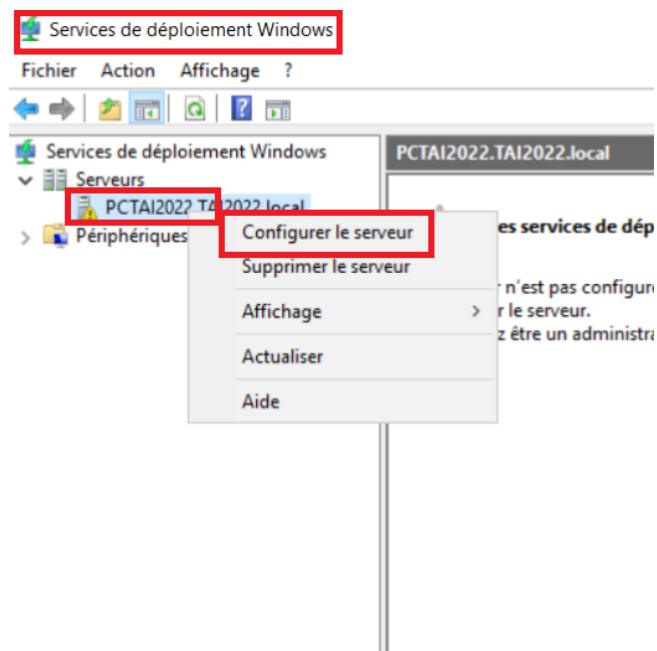 Services de déploiement Windows
Fichier Action Affichage ?
Services de déploiement Windows
Serveurs
PCTAI2022.TAI2022.local
Périphériques
PCTAI2022.TAI2022.local
Configurer le serveur
Supprimer le serveur
Affichage
Actualiser
Aide
es services de dép
n'est pas configuré
r le serveur.
z être un administra